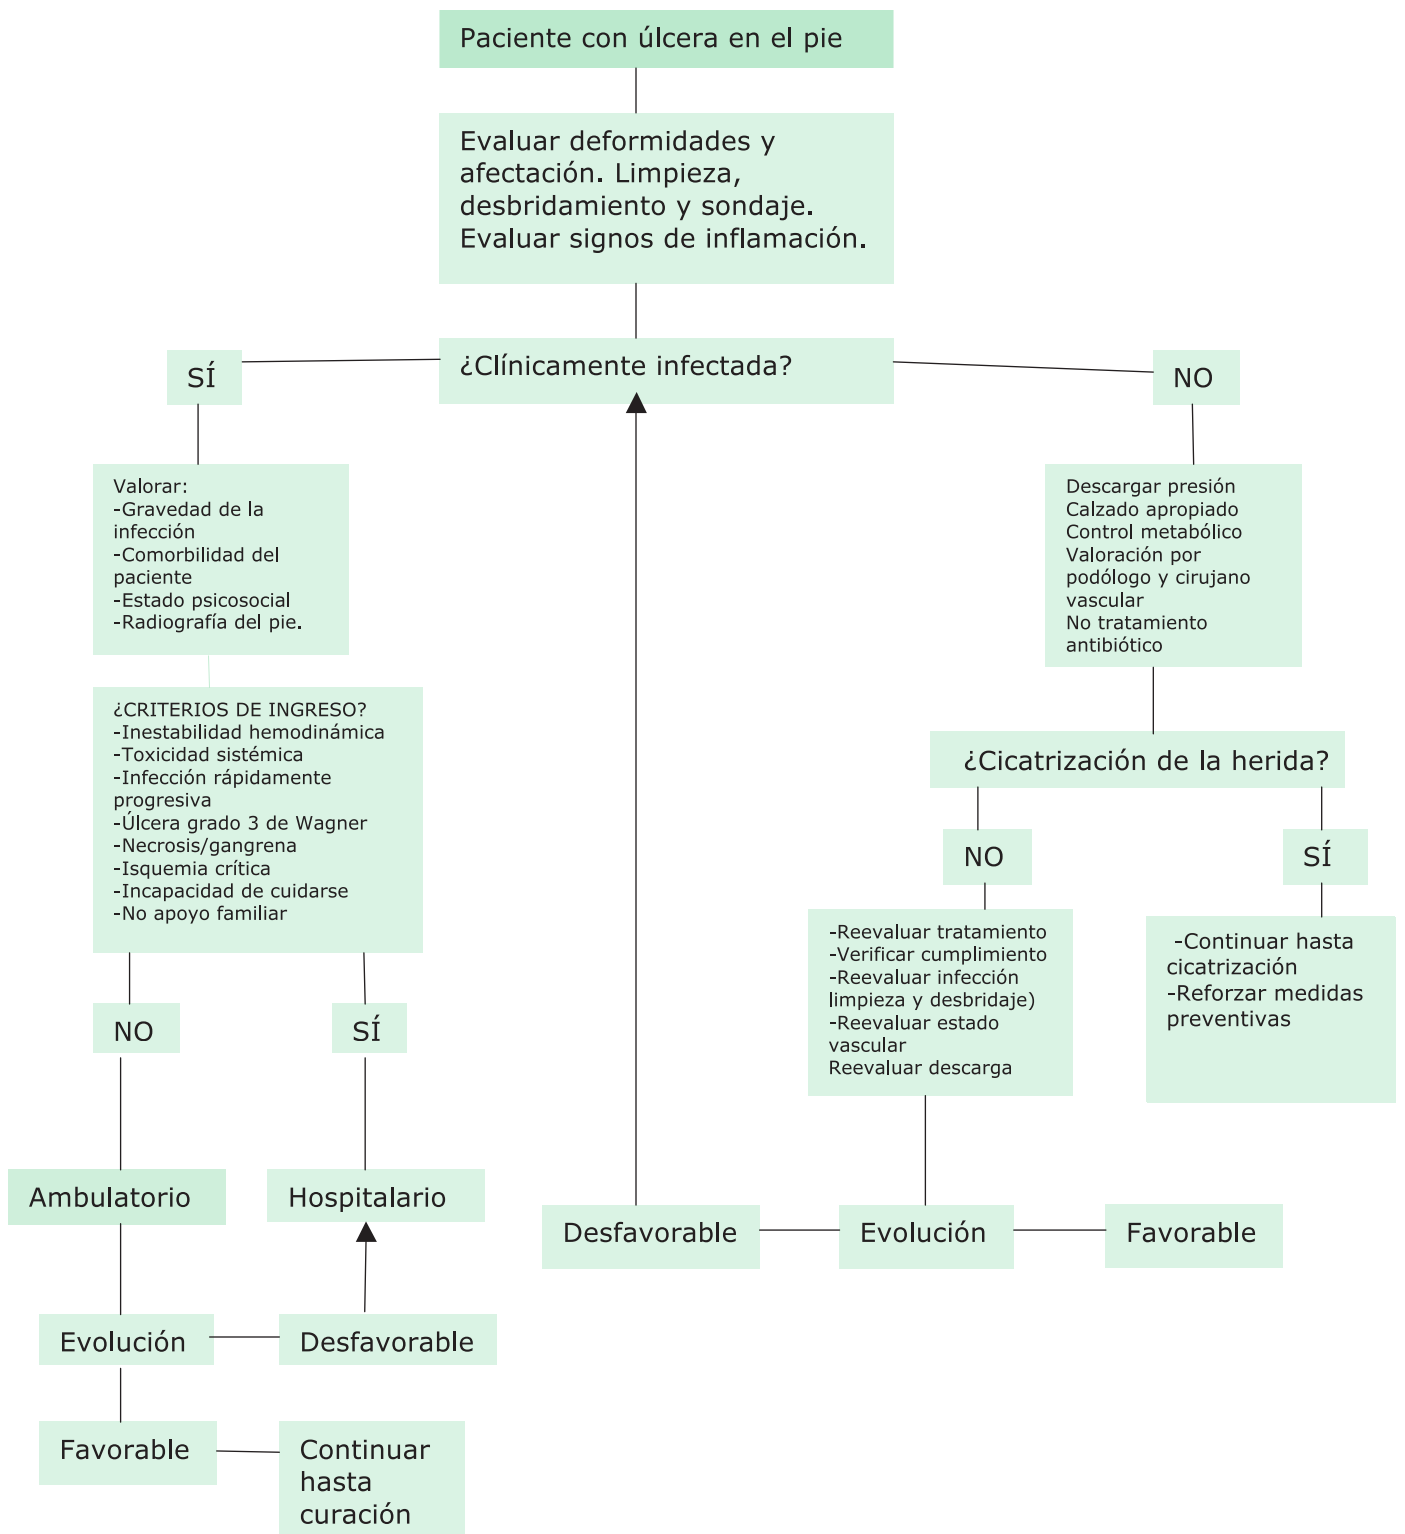 Paciente con úlcera en el pie
Evaluar deformidades y
afectación. Limpieza,
desbridamiento y sondaje.
Evaluar signos de inflamación.
¿Clínicamente infectada?
SÍ
NO
Valorar:
-Gravedad de la
infección
-Comorbilidad del
paciente
-Estado psicosocial
-Radiografía del pie.
¿CRITERIOS DE INGRESO?
-Inestabilidad hemodinámica
-Toxicidad sistémica
-Infección rápidamente
progresiva
-Úlcera grado 3 de Wagner
-Necrosis/gangrena
-Isquemia crítica
-Incapacidad de cuidarse
-No apoyo familiar
NO
SÍ
Ambulatorio
Hospitalario
Evolución
Desfavorable
Favorable
Continuar
hasta
curación
Descargar presión
Calzado apropiado
Control metabólico
Valoración por
podólogo y cirujano
vascular
No tratamiento
antibiótico
¿Cicatrización de la herida?
NO
SÍ
-Reevaluar tratamiento
-Verificar cumplimiento
-Reevaluar infección
limpieza y desbridaje)
-Reevaluar estado
vascular
Reevaluar descarga
-Continuar hasta
cicatrización
-Reforzar medidas
preventivas
Desfavorable
Evolución
Favorable